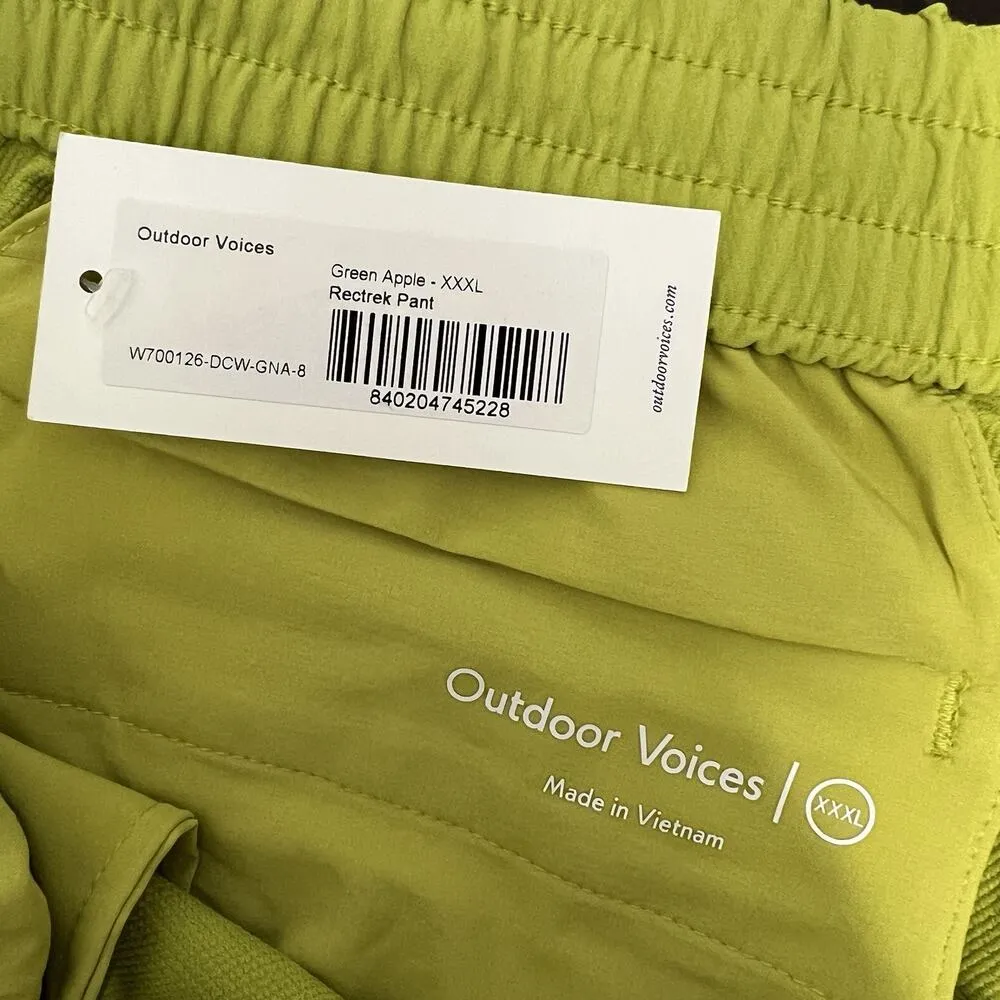 Outdoor Voices
Green Apple - XXXL
Rectrek Pant
W700126-DCW-GNA-8
840204745228
outdoorvoices.com
Outdoor Voices | XXXL
Made in Vietnam